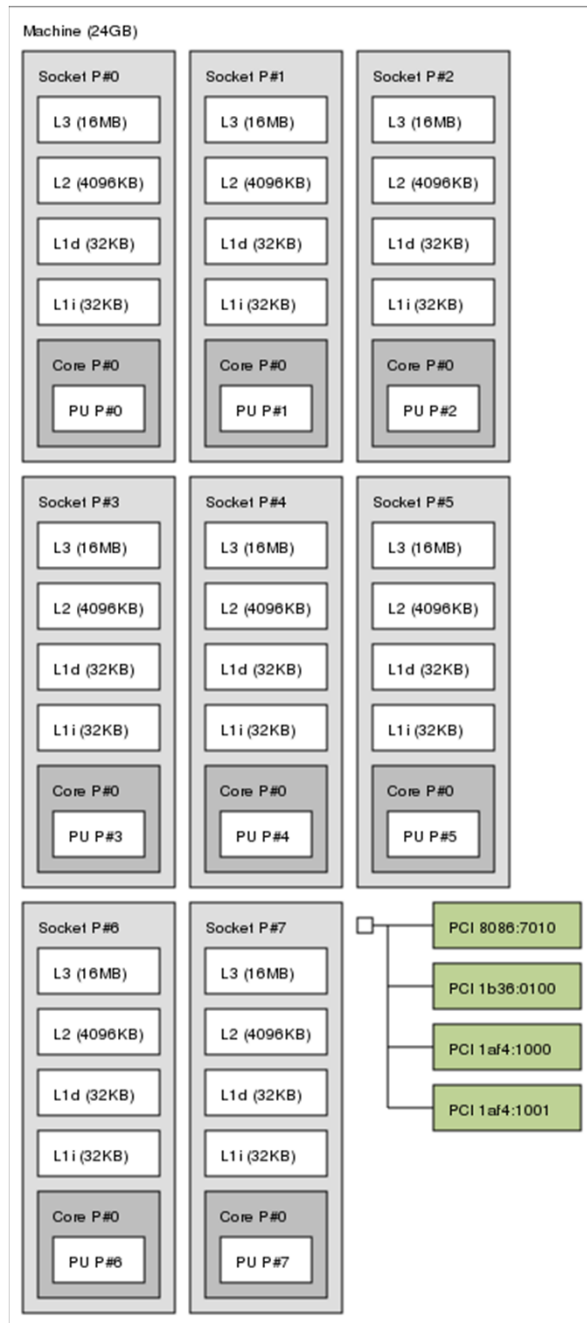 Machine (24GB)
Socket P#0
L3 (16MB)
L2 (4096KB)
L1d (32KB)
L1i (32KB)
Core P#0
PU P#0
Socket P#1
L3 (16MB)
L2 (4096KB)
L1d (32KB)
L1i (32KB)
Core P#0
PU P#1
Socket P#2
L3 (16MB)
L2 (4096KB)
L1d (32KB)
L1i (32KB)
Core P#0
PU P#2
Socket P#3
L3 (16MB)
L2 (4096KB)
L1d (32KB)
L1i (32KB)
Core P#0
PU P#3
Socket P#4
L3 (16MB)
L2 (4096KB)
L1d (32KB)
L1i (32KB)
Core P#0
PU P#4
Socket P#5
L3 (16MB)
L2 (4096KB)
L1d (32KB)
L1i (32KB)
Core P#0
PU P#5
Socket P#6
L3 (16MB)
L2 (4096KB)
L1d (32KB)
L1i (32KB)
Core P#0
PU P#6
Socket P#7
L3 (16MB)
L2 (4096KB)
L1d (32KB)
L1i (32KB)
Core P#0
PU P#7
PCI 8086:7010
PCI 1b36:0100
PCI 1af4:1000
PCI 1af4:1001